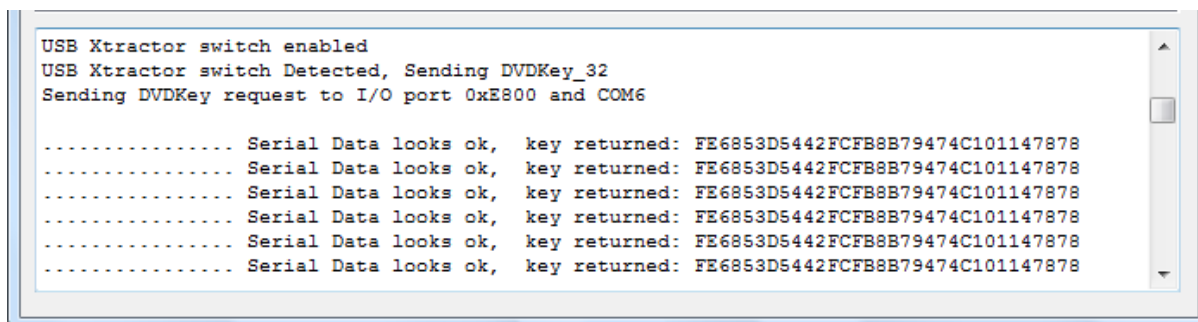 USB Xtractor switch enabled
USB Xtractor switch Detected, Sending DVDKey_32
Sending DVDKey request to I/O port 0xE800 and COM6
................ Serial Data looks ok,  key returned: FE6853D5442FCFB8B79474C101147878
................ Serial Data looks ok,  key returned: FE6853D5442FCFB8B79474C101147878
................ Serial Data looks ok,  key returned: FE6853D5442FCFB8B79474C101147878
................ Serial Data looks ok,  key returned: FE6853D5442FCFB8B79474C101147878
................ Serial Data looks ok,  key returned: FE6853D5442FCFB8B79474C101147878
................ Serial Data looks ok,  key returned: FE6853D5442FCFB8B79474C101147878